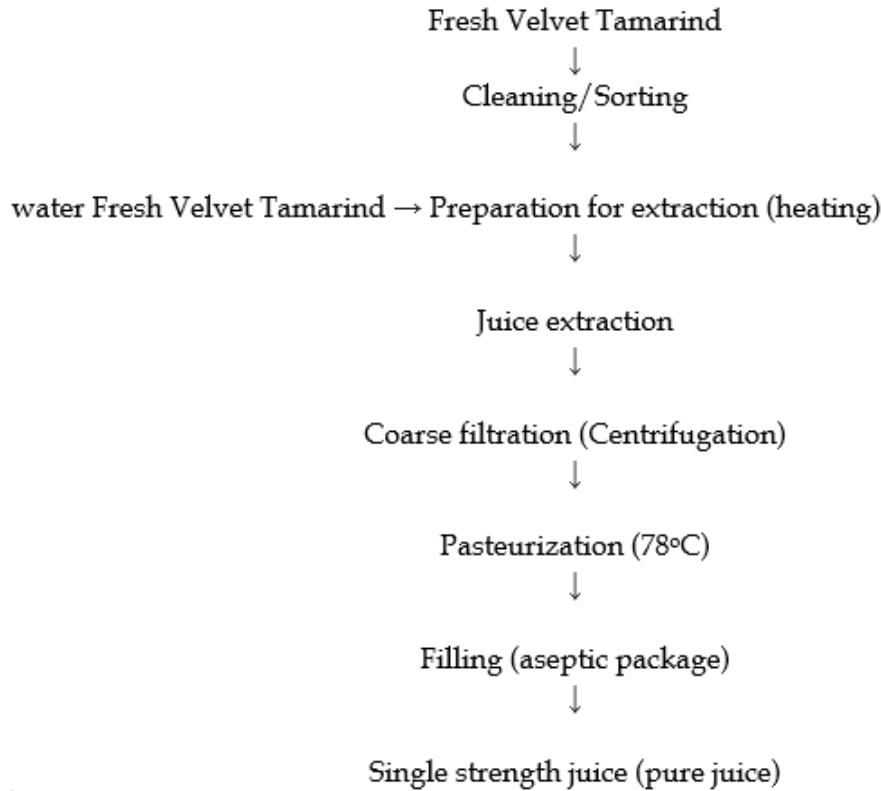 Fresh Velvet Tamarind
↓
Cleaning/Sorting
↓
water Fresh Velvet Tamarind → Preparation for extraction (heating)
↓
Juice extraction
↓
Coarse filtration (Centrifugation)
↓
Pasteurization (78ºC)
↓
Filling (aseptic package)
↓
Single strength juice (pure juice)